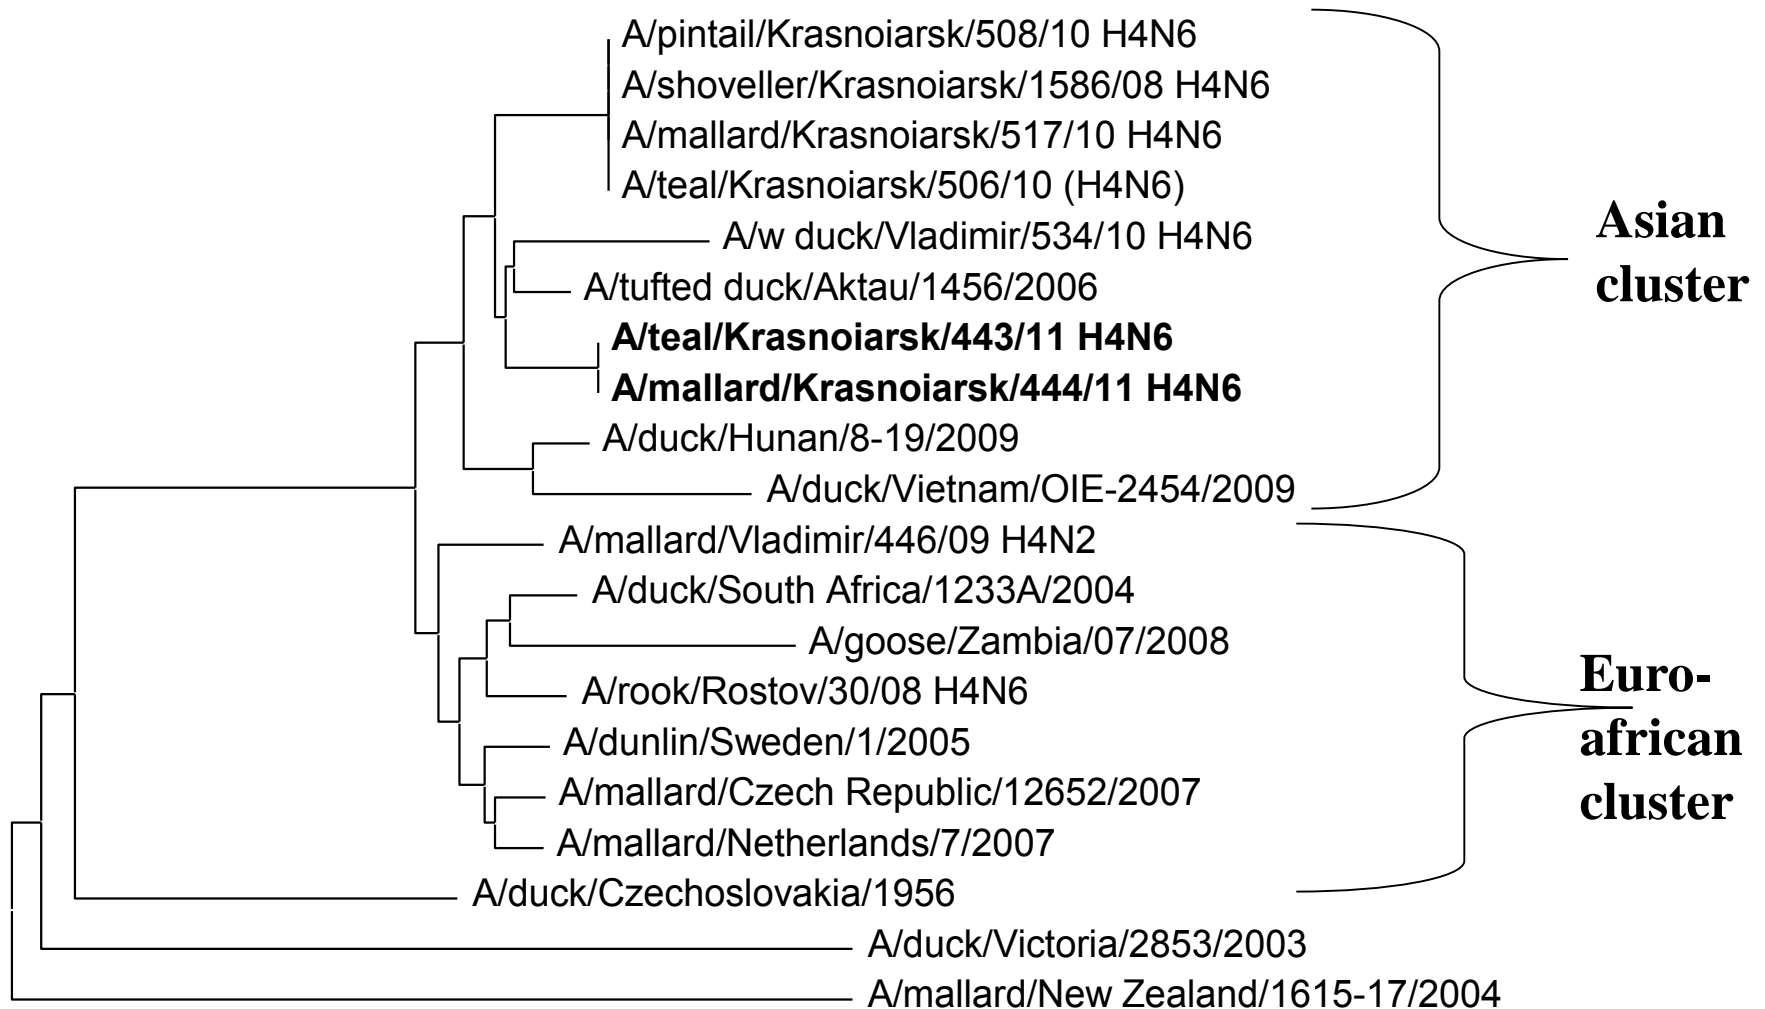 A/pintail/Krasnoiarsk/508/10 H4N6
A/shoveller/Krasnoiarsk/1586/08 H4N6
A/mallard/Krasnoiarsk/517/10 H4N6
A/teal/Krasnoiarsk/506/10 (H4N6)
A/w duck/Vladimir/534/10 H4N6
A/tufted duck/Aktau/1456/2006
A/teal/Krasnoiarsk/443/11 H4N6
A/mallard/Krasnoiarsk/444/11 H4N6
A/duck/Hunan/8-19/2009
A/duck/Vietnam/OIE-2454/2009
Asian
cluster
A/mallard/Vladimir/446/09 H4N2
A/duck/South Africa/1233A/2004
A/goose/Zambia/07/2008
A/rook/Rostov/30/08 H4N6
A/dunlin/Sweden/1/2005
A/mallard/Czech Republic/12652/2007
A/mallard/Netherlands/7/2007
A/duck/Czechoslovakia/1956
Euro-
african
cluster
A/duck/Victoria/2853/2003
A/mallard/New Zealand/1615-17/2004